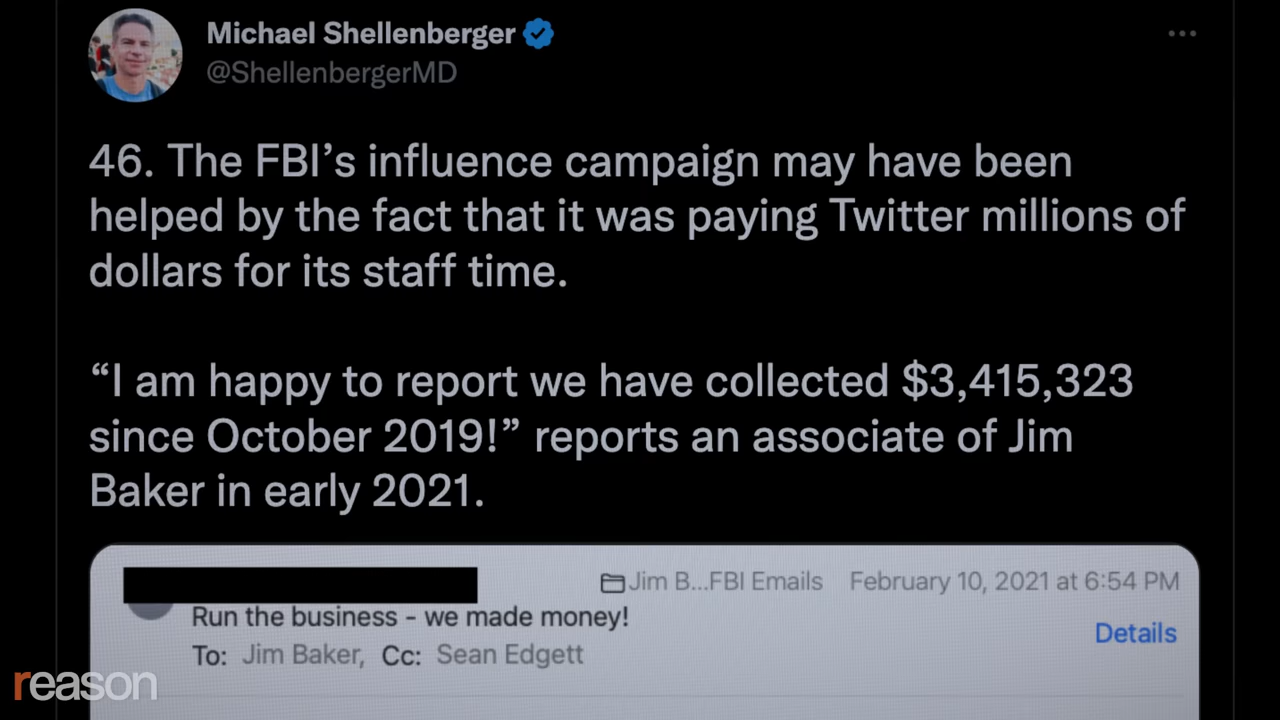 Michael Shellenberger
@ShellenbergerMD
46. The FBI’s influence campaign may have been
helped by the fact that it was paying Twitter millions of
dollars for its staff time.
“I am happy to report we have collected $3,415,323
since October 2019!” reports an associate of Jim
Baker in early 2021.
Jim B...FBI Emails February 10, 2021 at 6:54 PM
Run the business - we made money!
Details
To: Jim Baker, Cc: Sean Edgett
reason